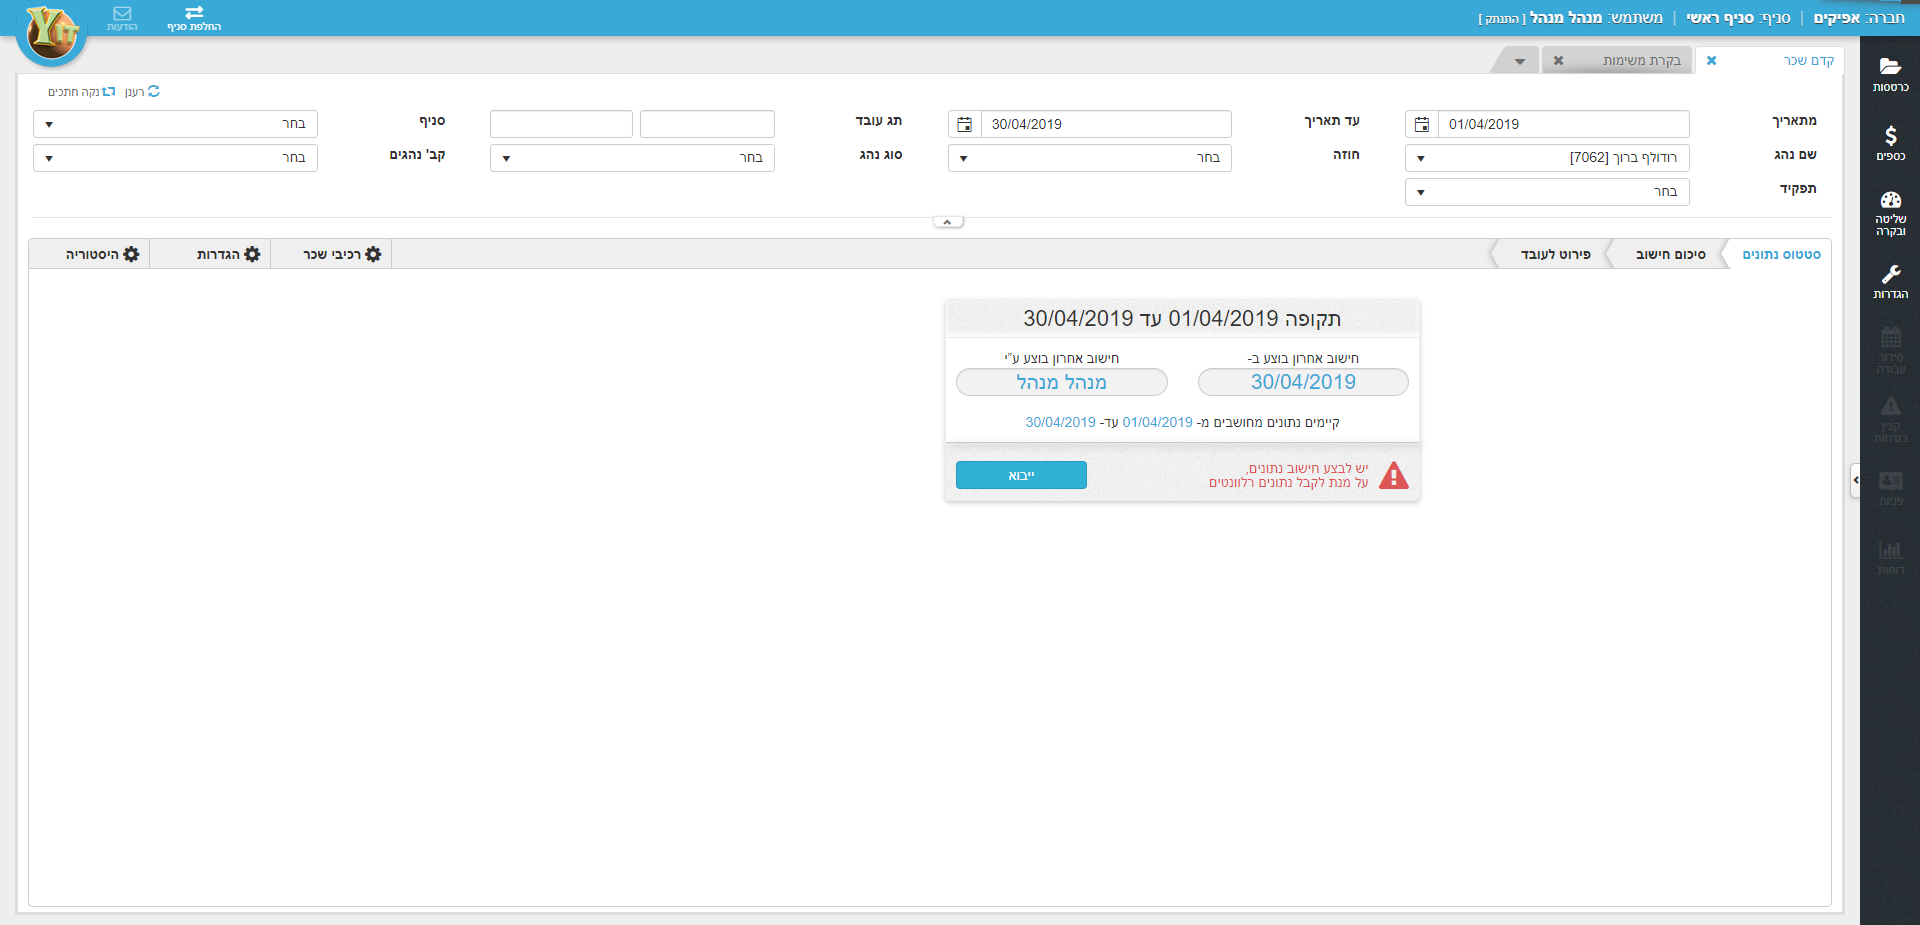 חברה: אפיקים | סניף: סניף ראשי | משתמש: מנהל מנהל [ התנתק ]
החלפת סניף
הודעות
YIT
קדם שכר
בקרת משימות
רענן
נקה חתכים
מתאריך 01/04/2019
עד תאריך 30/04/2019
תג עובד
סניף בחר
שם נהג רודולף ברוך [7062]
חוזה בחר
סוג נהג בחר
קב' נהגים בחר
תפקיד בחר
סטטוס נתונים
סיכום חישוב
פירוט לעובד
רכיבי שכר
הגדרות
היסטוריה
תקופה 01/04/2019 עד 30/04/2019
חישוב אחרון בוצע ב-
חישוב אחרון בוצע ע"י
30/04/2019
מנהל מנהל
קיימים נתונים מחושבים מ- 01/04/2019 עד- 30/04/2019
יש לבצע חישוב נתונים,
על מנת לקבל נתונים רלוונטים
ייבוא
כרטסות
כספים
שליטה
ובקרה
הגדרות
סידור
עבודה
קצין
בטיחות
פניות
דוחות